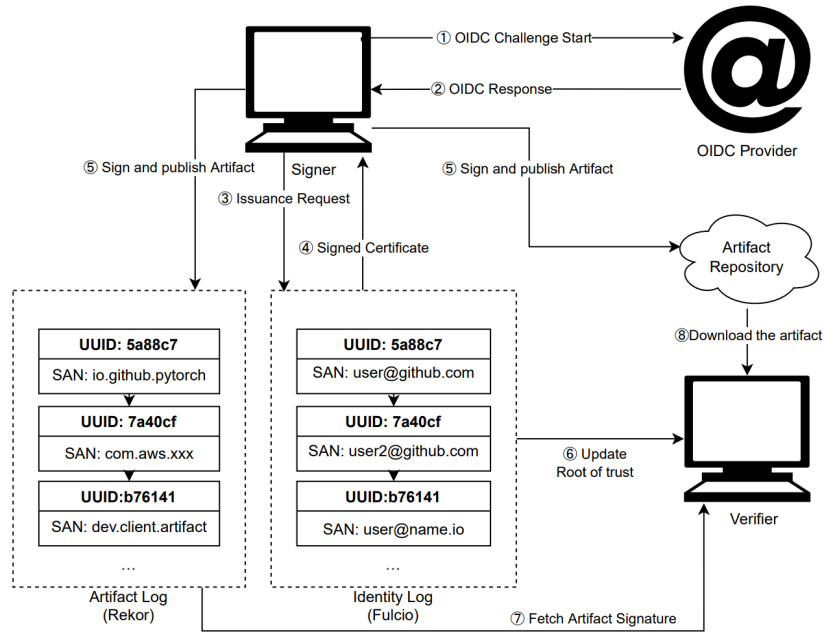 ① OIDC Challenge Start
② OIDC Response
OIDC Provider
Signer
⑤ Sign and publish Artifact
⑤ Sign and publish Artifact
③ Issuance Request
④ Signed Certificate
Artifact
Repository
⑧Download the artifact
UUID: 5a88c7
SAN: io.github.pytorch
UUID: 7a40cf
SAN: com.aws.xxx
UUID:b76141
SAN: dev.client.artifact
...
Artifact Log
(Rekor)
UUID: 5a88c7
SAN: user@github.com
UUID: 7a40cf
SAN: user2@github.com
UUID:b76141
SAN: user@name.io
...
Identity Log
(Fulcio)
⑥ Update
Root of trust
Verifier
⑦ Fetch Artifact Signature